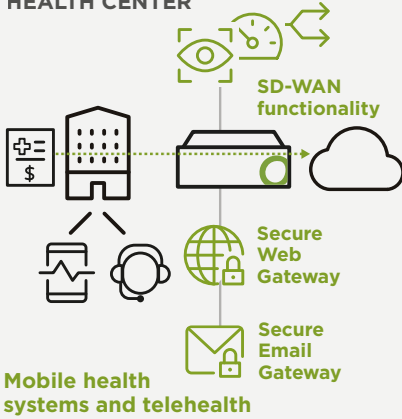 HEALTH CENTER
SD-WAN
functionality
$
Secure
Web
Gateway
Secure
Email
Gateway
Mobile health
systems and telehealth